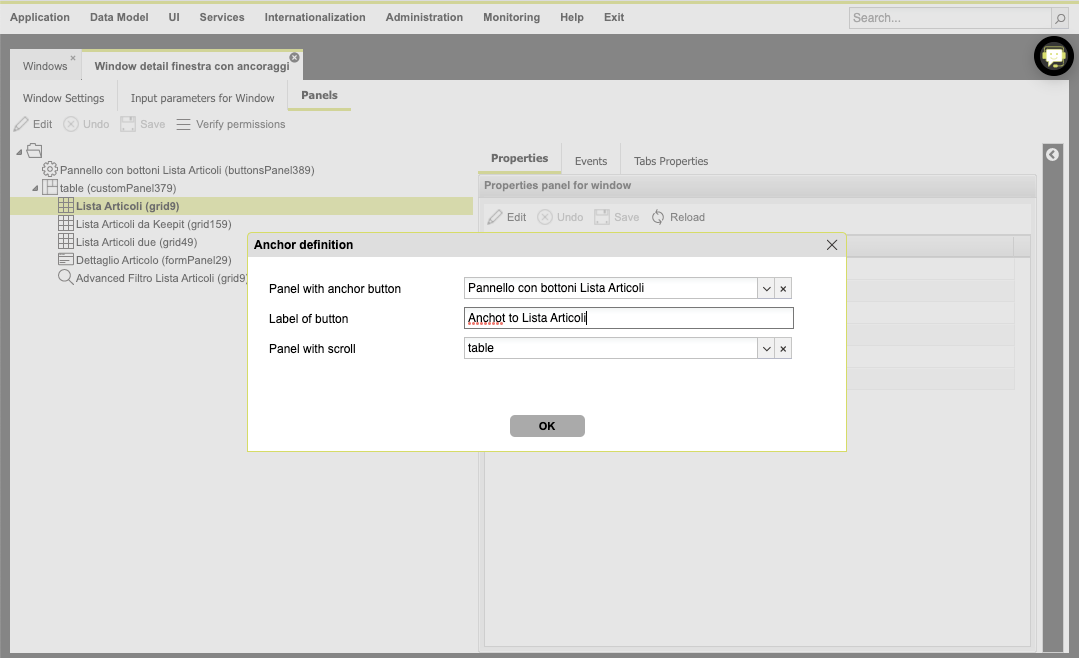 Application Data Model UI Services Internationalization Administration Monitoring Help Exit Search...
Windows Window detail finestra con ancoraggi
Window Settings Input parameters for Window Panels
Edit Undo Save Verify permissions
Pannello con bottoni Lista Articoli (buttonsPanel389)
table (customPanel379)
Lista Articoli (grid9)
Lista Articoli da Keepit (grid159)
Lista Articoli due (grid49)
Dettaglio Articolo (formPanel29)
Advanced Filtro Lista Articoli (grid9)
Properties Events Tabs Properties
Properties panel for window
Edit Undo Save Reload
Anchor definition
Panel with anchor button Pannello con bottoni Lista Articoli
Label of button Anchot to Lista Articoli
Panel with scroll table
OK